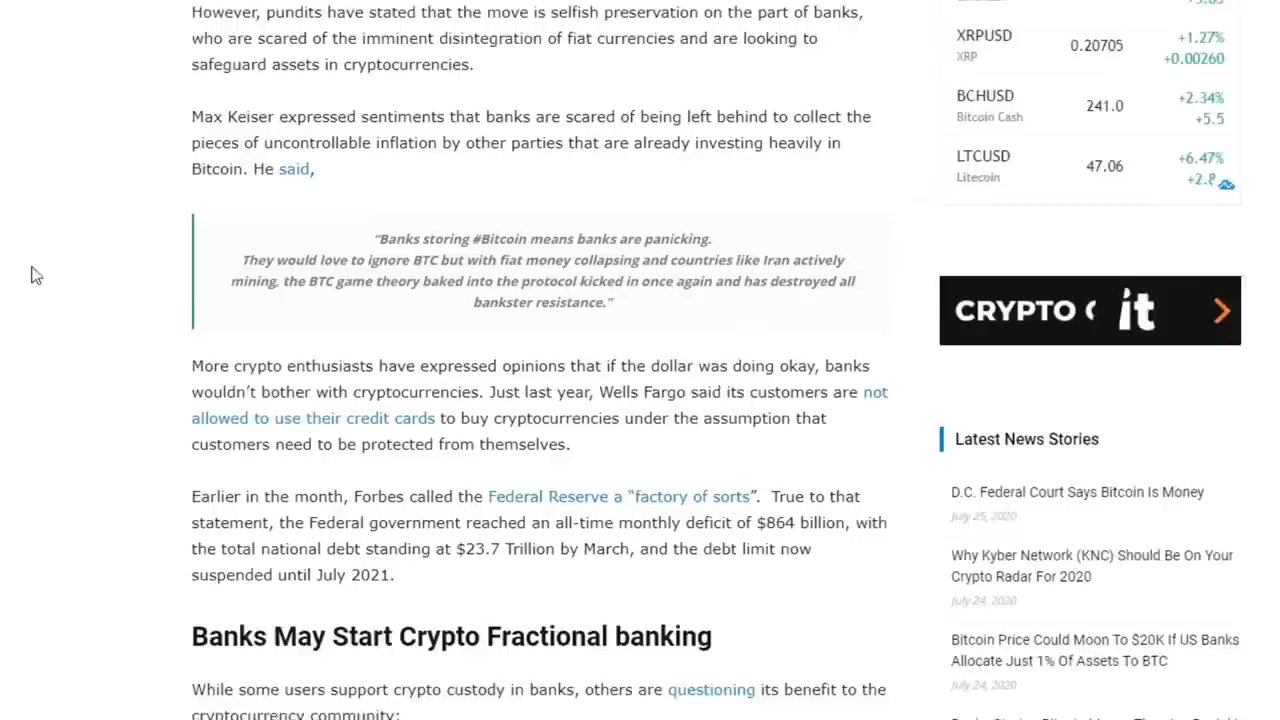 However, pundits have stated that the move is selfish preservation on the part of banks,
who are scared of the imminent disintegration of fiat currencies and are looking to
safeguard assets in cryptocurrencies.
Max Keiser expressed sentiments that banks are scared of being left behind to collect the
pieces of uncontrollable inflation by other parties that are already investing heavily in
Bitcoin. He said,
“Banks storing #Bitcoin means banks are panicking.
They would love to ignore BTC but with fiat money collapsing and countries like Iran actively
mining, the BTC game theory baked into the protocol kicked in once again and has destroyed all
bankster resistance.”
More crypto enthusiasts have expressed opinions that if the dollar was doing okay, banks
wouldn’t bother with cryptocurrencies. Just last year, Wells Fargo said its customers are not
allowed to use their credit cards to buy cryptocurrencies under the assumption that
customers need to be protected from themselves.
Earlier in the month, Forbes called the Federal Reserve a “factory of sorts”. True to that
statement, the Federal government reached an all-time monthly deficit of $864 billion, with
the total national debt standing at $23.7 Trillion by March, and the debt limit now
suspended until July 2021.
Banks May Start Crypto Fractional banking
While some users support crypto custody in banks, others are questioning its benefit to the
cryptocurrency community:
XRPUSD 0.20705 +1.27%
XRP +0.00260
BCHUSD 241.0 +2.34%
Bitcoin Cash +5.5
LTCUSD 47.06 +6.47%
Litecoin
CRYPTO it
Latest News Stories
D.C. Federal Court Says Bitcoin Is Money
July 25, 2020
Why Kyber Network (KNC) Should Be On Your
Crypto Radar For 2020
July 24, 2020
Bitcoin Price Could Moon To $20K If US Banks
Allocate Just 1% Of Assets To BTC
July 24, 2020